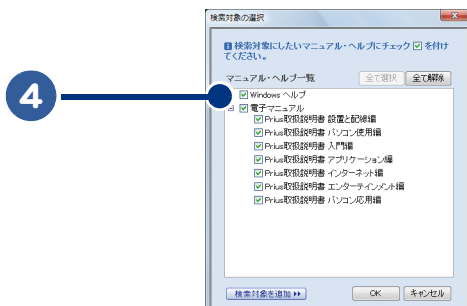 検索対象の選択
検索対象にしたいマニュアル・ヘルプにチェック を付け
てください。
マニュアル・ヘルプ一覧 全て選択 全て解除
4
Windows ヘルプ
電子マニュアル
Prius取扱説明書 設置と配線編
Prius取扱説明書 パソコン使用編
Prius取扱説明書 入門編
Prius取扱説明書 アプリケーション編
Prius取扱説明書 インターネット編
Prius取扱説明書 エンターテインメント編
Prius取扱説明書 パソコン応用編
検索対象を追加 OK キャンセル